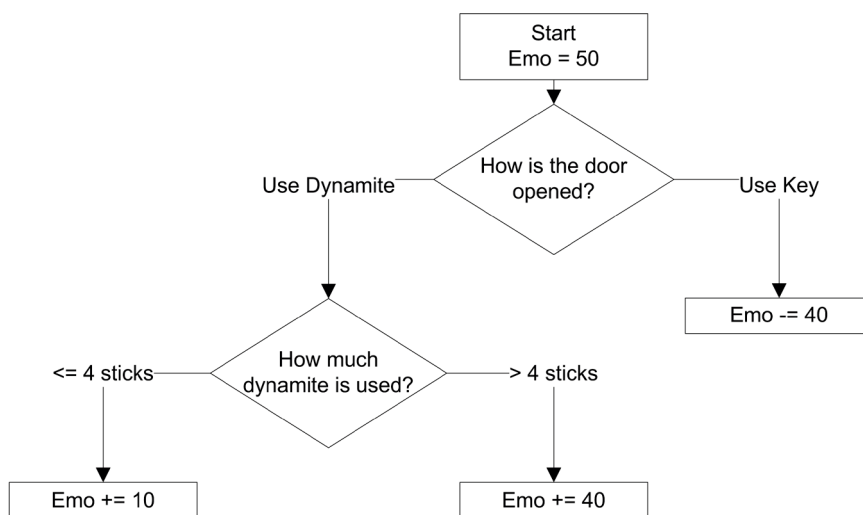 Start
Emo = 50
How is the door
opened?
Use Dynamite
Use Key
Emo -= 40
How much
dynamite is used?
<= 4 sticks
> 4 sticks
Emo += 10
Emo += 40